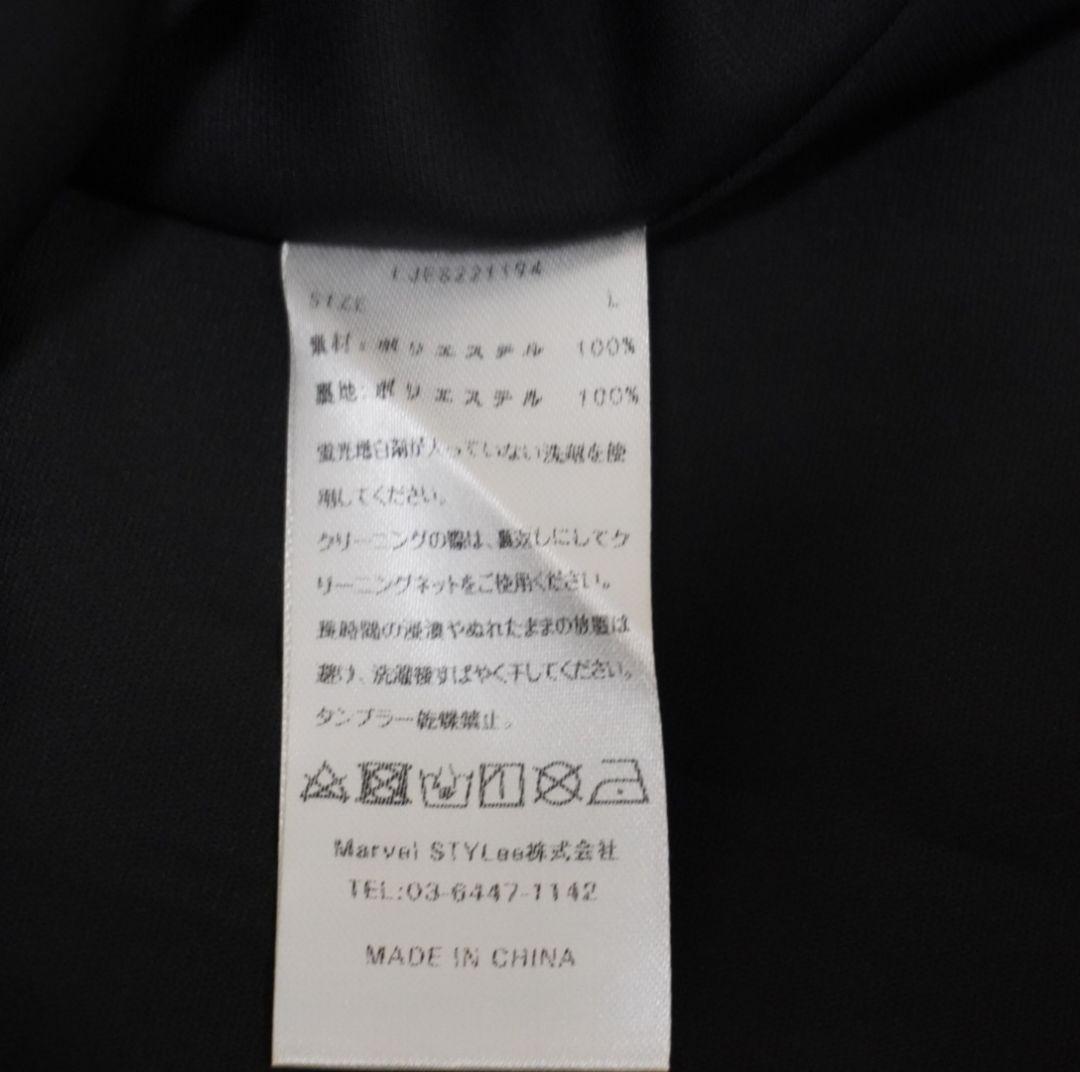 LJE8221194
SIZE L
素材:ポリエステル 100%
裏地:ポリエステル 100%
蛍光増白剤が入っていない洗剤を使
用してください。
クリーニングの際は、裏返しにしてク
リーニングネットをご使用ください。
長時間の浸漬やぬれたままの放置は
避け、洗濯後すばやく干してください。
タンブラー乾燥禁止。
Marvel STYLee株式会社
TEL:03-6447-1142
MADE IN CHINA